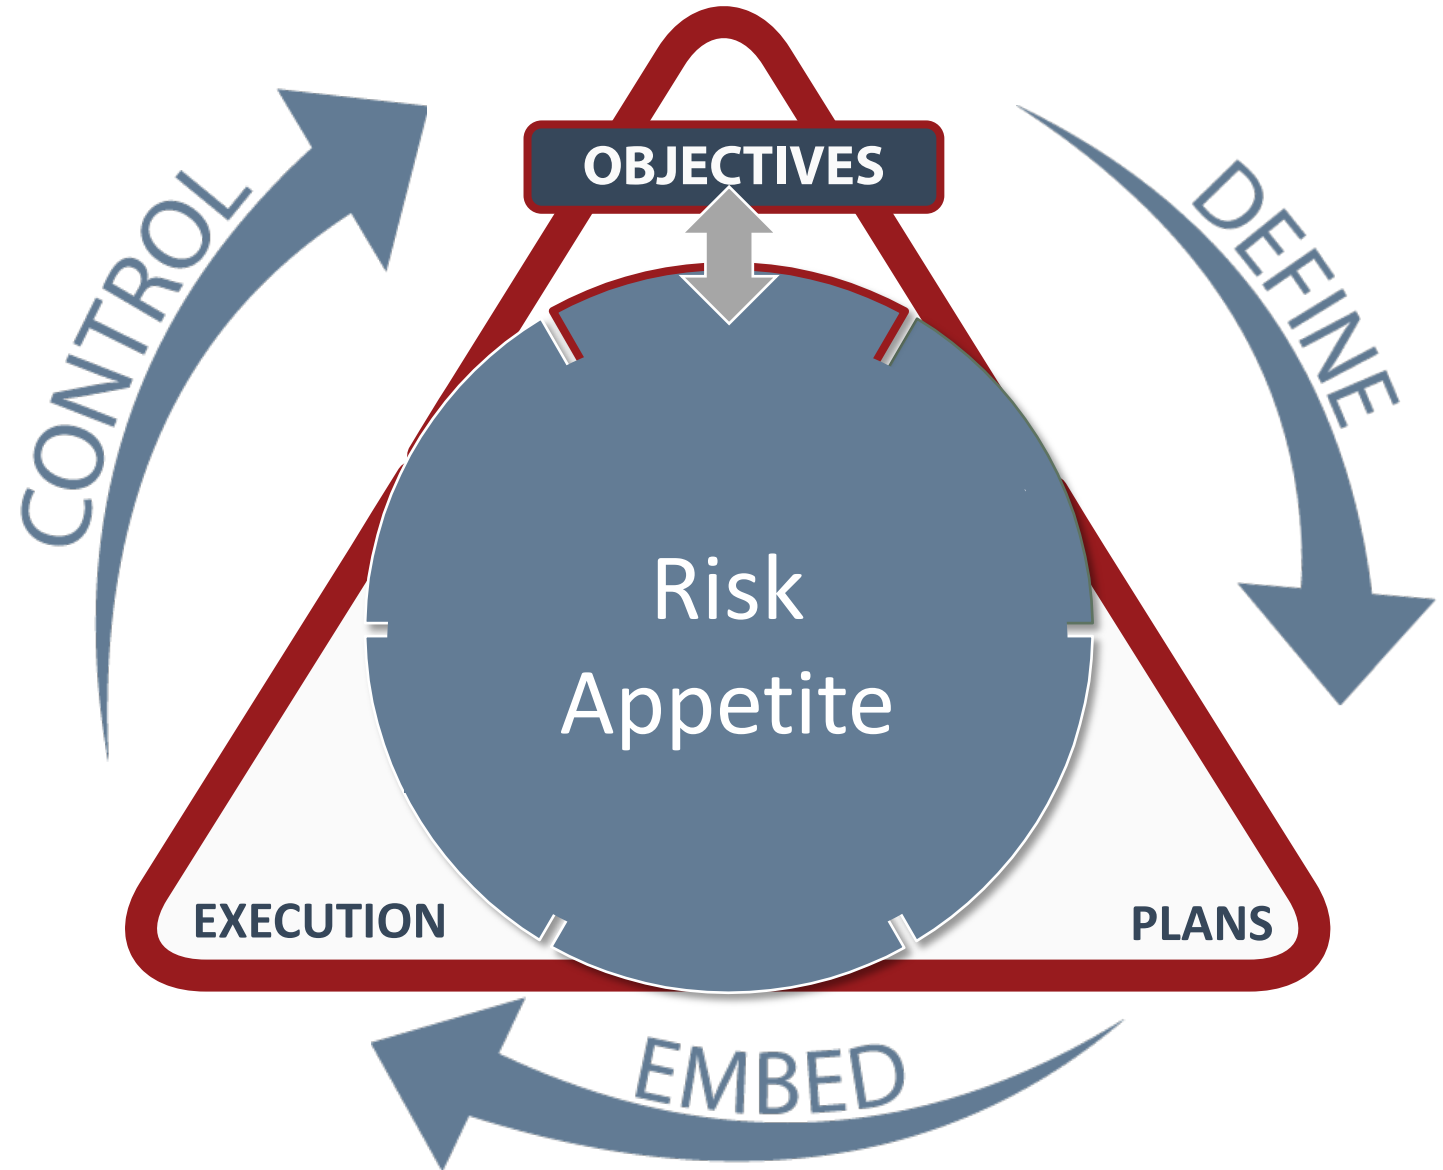 OBJECTIVES
CONTROL
DEFINE
Risk
Appetite
EXECUTION
PLANS
EMBED